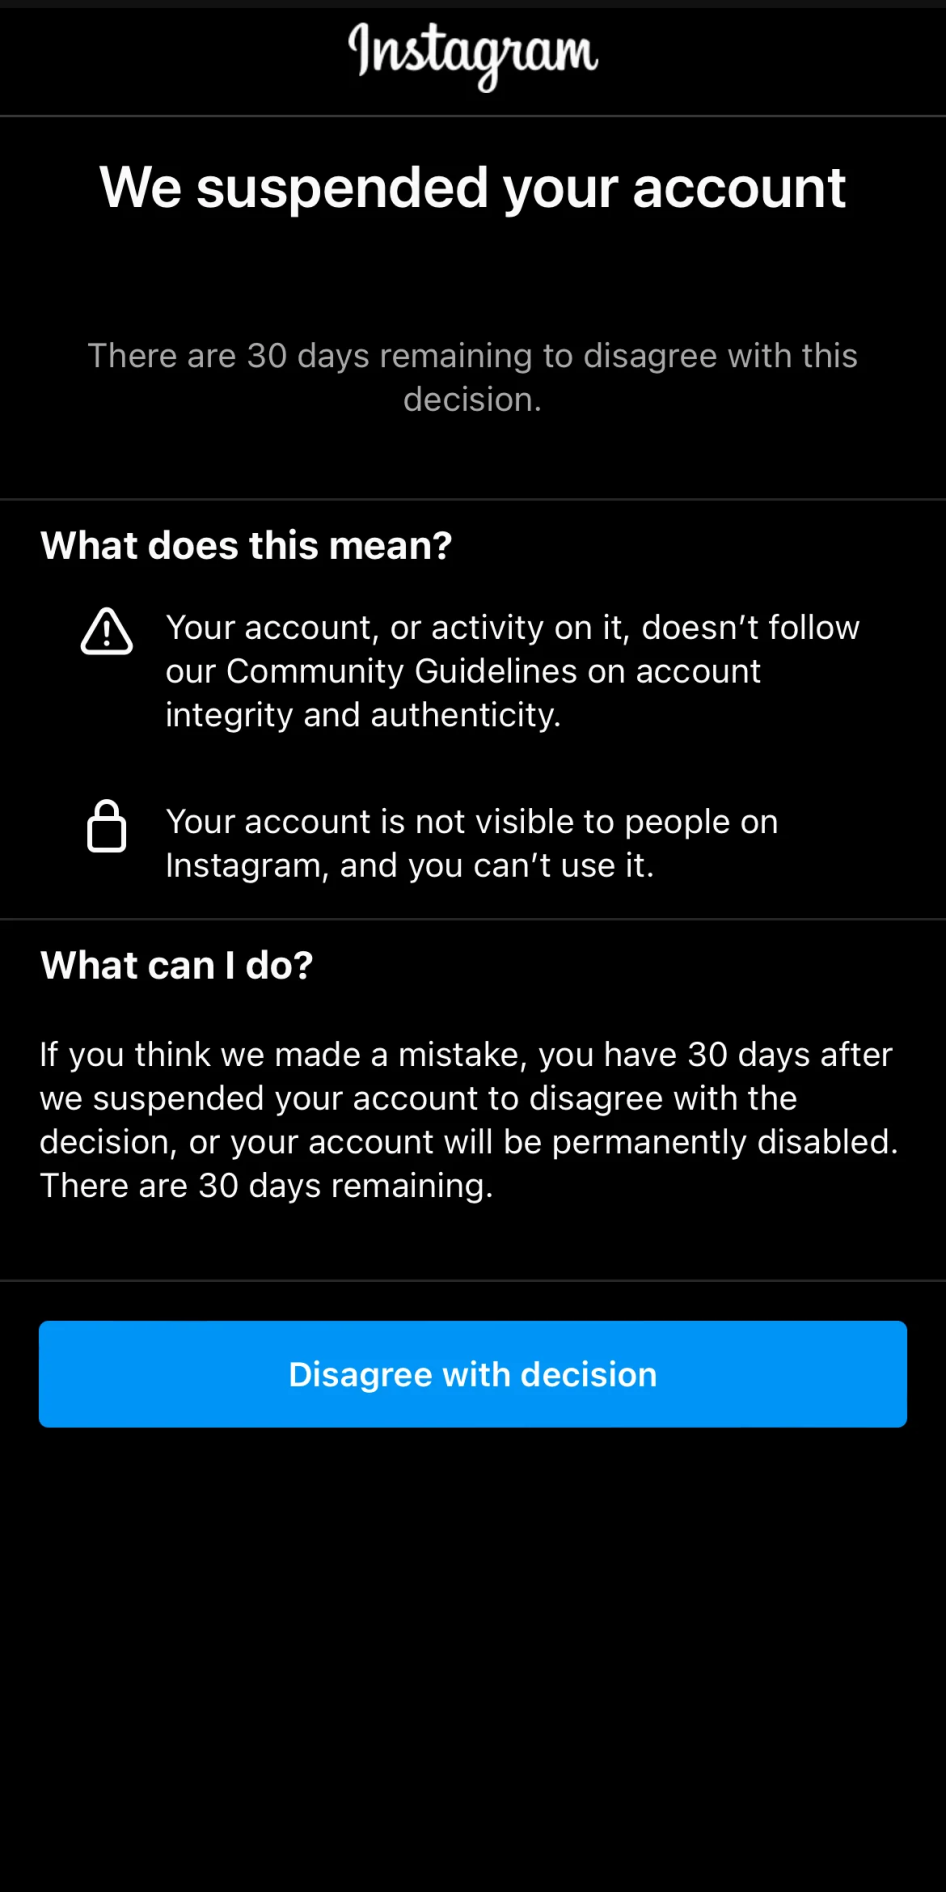 Instagram
We suspended your account
There are 30 days remaining to disagree with this
decision.
What does this mean?
Your account, or activity on it, doesn’t follow
our Community Guidelines on account
integrity and authenticity.
Your account is not visible to people on
Instagram, and you can’t use it.
What can I do?
If you think we made a mistake, you have 30 days after
we suspended your account to disagree with the
decision, or your account will be permanently disabled.
There are 30 days remaining.
Disagree with decision